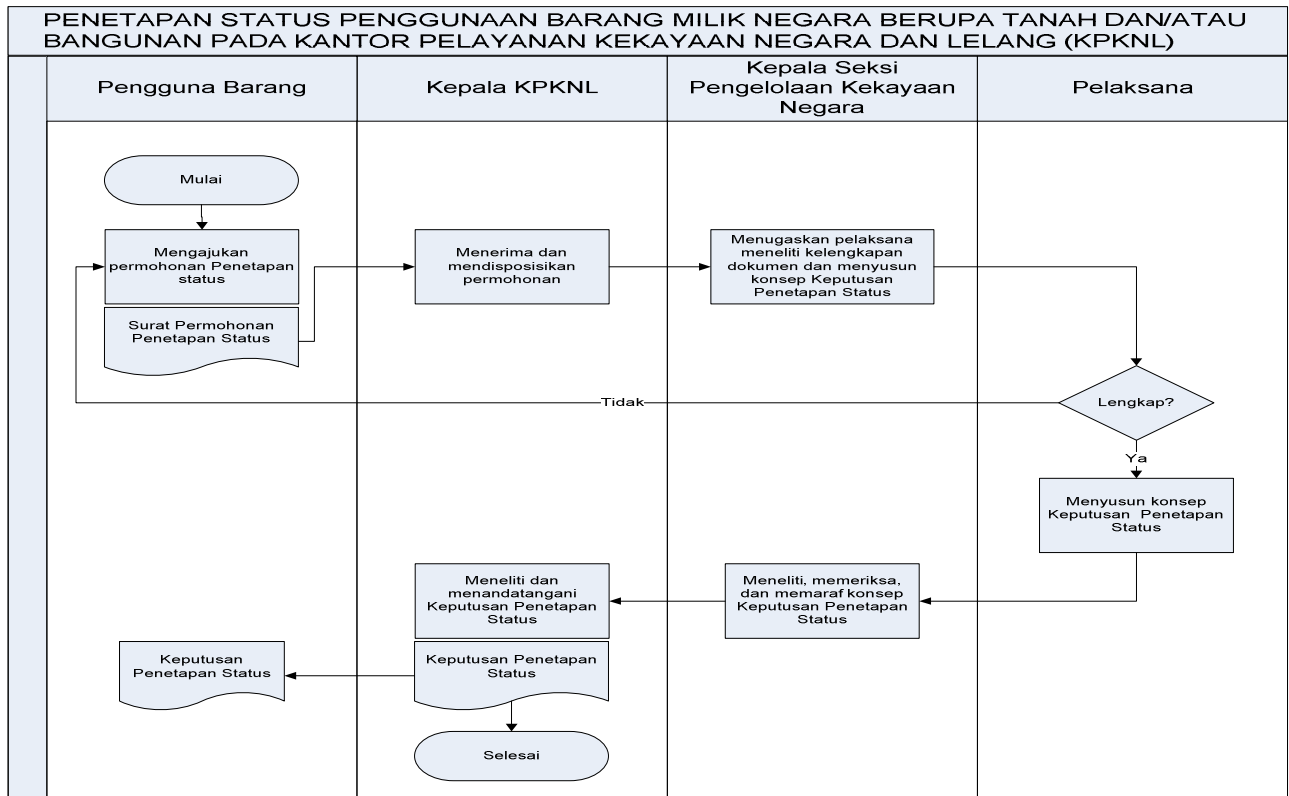 PENETAPAN STATUS PENGGUNAAN BARANG MILIK NEGARA BERUPA TANAH DAN/ATAU
BANGUNAN PADA KANTOR PELAYANAN KEKAYAAN NEGARA DAN LELANG (KPKNL)
Pengguna Barang
Kepala KPKNL
Kepala Seksi
Pengelolaan Kekayaan
Negara
Pelaksana
Mulai
Mengajukan
permohonan Penetapan
status
Surat Permohonan
Penetapan Status
Menerima dan
mendisposisikan
permohonan
Menugaskan pelaksana
meneliti kelengkapan
dokumen dan menyusun
konsep Keputusan
Penetapan Status
Lengkap?
Tidak
Ya
Menyusun konsep
Keputusan Penetapan
Status
Meneliti, memeriksa,
dan memaraf konsep
Keputusan Penetapan
Status
Meneliti dan
menandatangani
Keputusan Penetapan
Status
Keputusan Penetapan
Status
Keputusan
Penetapan Status
Selesai